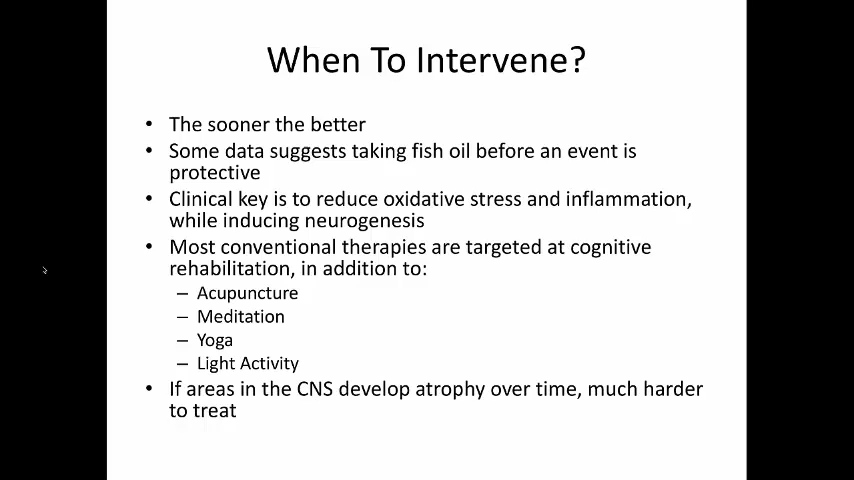 When To Intervene?
• The sooner the better
• Some data suggests taking fish oil before an event is
protective
• Clinical key is to reduce oxidative stress and inflammation,
while inducing neurogenesis
• Most conventional therapies are targeted at cognitive
rehabilitation, in addition to:
– Acupuncture
– Meditation
– Yoga
– Light Activity
• If areas in the CNS develop atrophy over time, much harder
to treat